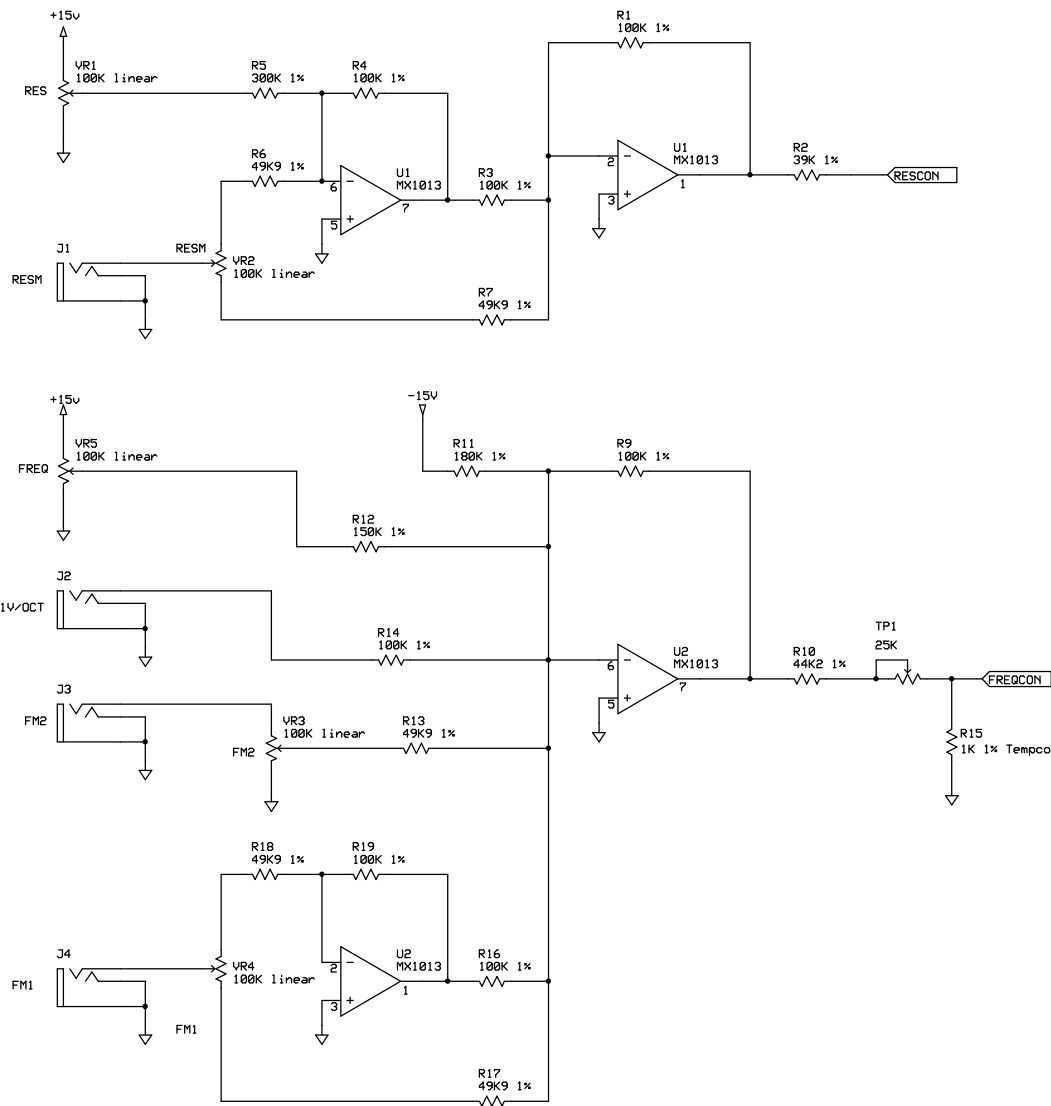 +15v
VR1
100K linear
RES
R5
300K 1%
R4
100K 1%
R1
100K 1%
R6
49K9 1%
U1
MX1013
6
5
7
R3
100K 1%
U1
MX1013
2
3
1
R2
39K 1%
RESCON
J1
RESM
RESM
VR2
100K linear
R7
49K9 1%
+15v
VR5
100K linear
FREQ
-15V
R11
180K 1%
R9
100K 1%
R12
150K 1%
J2
1V/OCT
R14
100K 1%
U2
MX1013
6
5
7
R10
44K2 1%
TP1
25K
FREQCON
R15
1K 1% Tempco
J3
FM2
VR3
100K linear
FM2
R13
49K9 1%
R18
49K9 1%
R19
100K 1%
J4
FM1
VR4
100K linear
FM1
U2
MX1013
2
3
1
R16
100K 1%
R17
49K9 1%